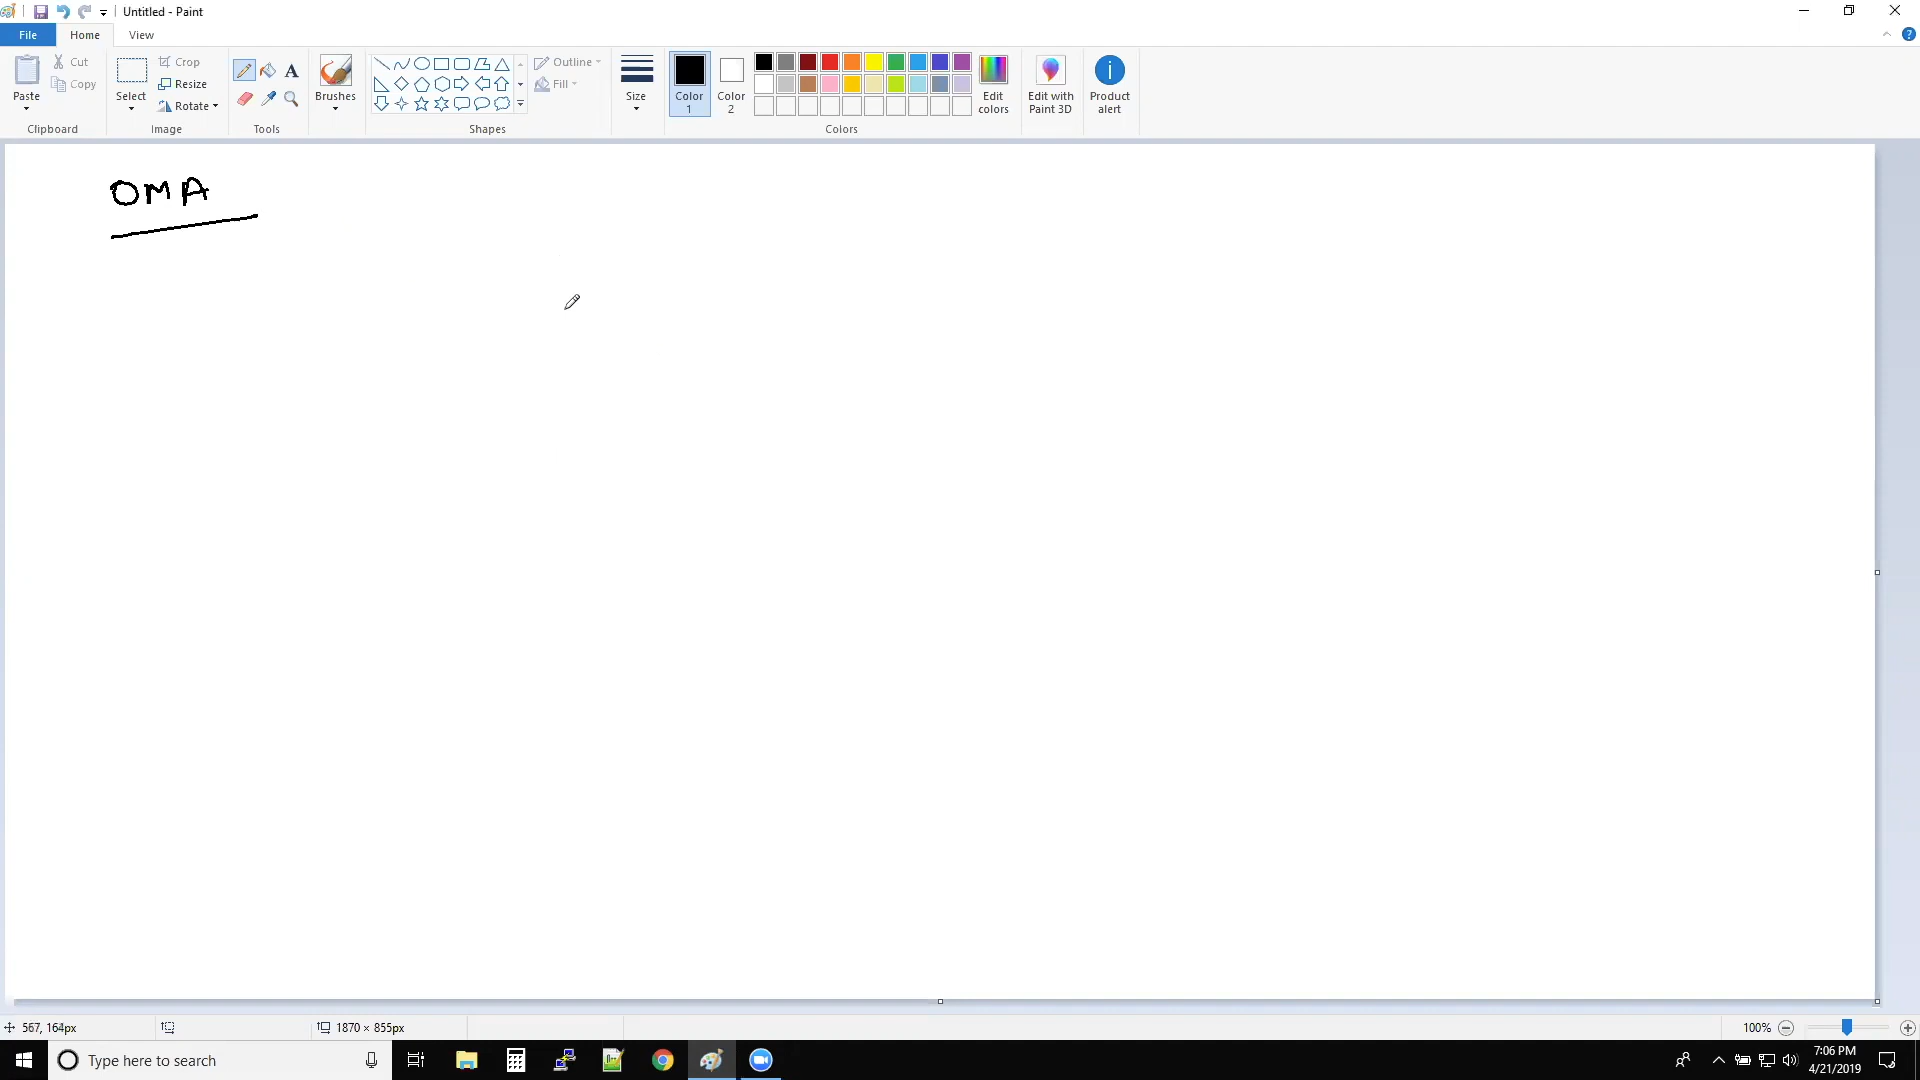 Untitled - Paint
File Home View
Paste
Cut
Copy
Clipboard
Select
Crop
Resize
Rotate
Image
Tools
Brushes
Shapes
Outline
Fill
Size
Color 1
Color 2
Edit colors
Colors
Edit with Paint 3D
Product alert
OMA
567, 164px
1870 × 855px
100%
Type here to search
7:06 PM
4/21/2019